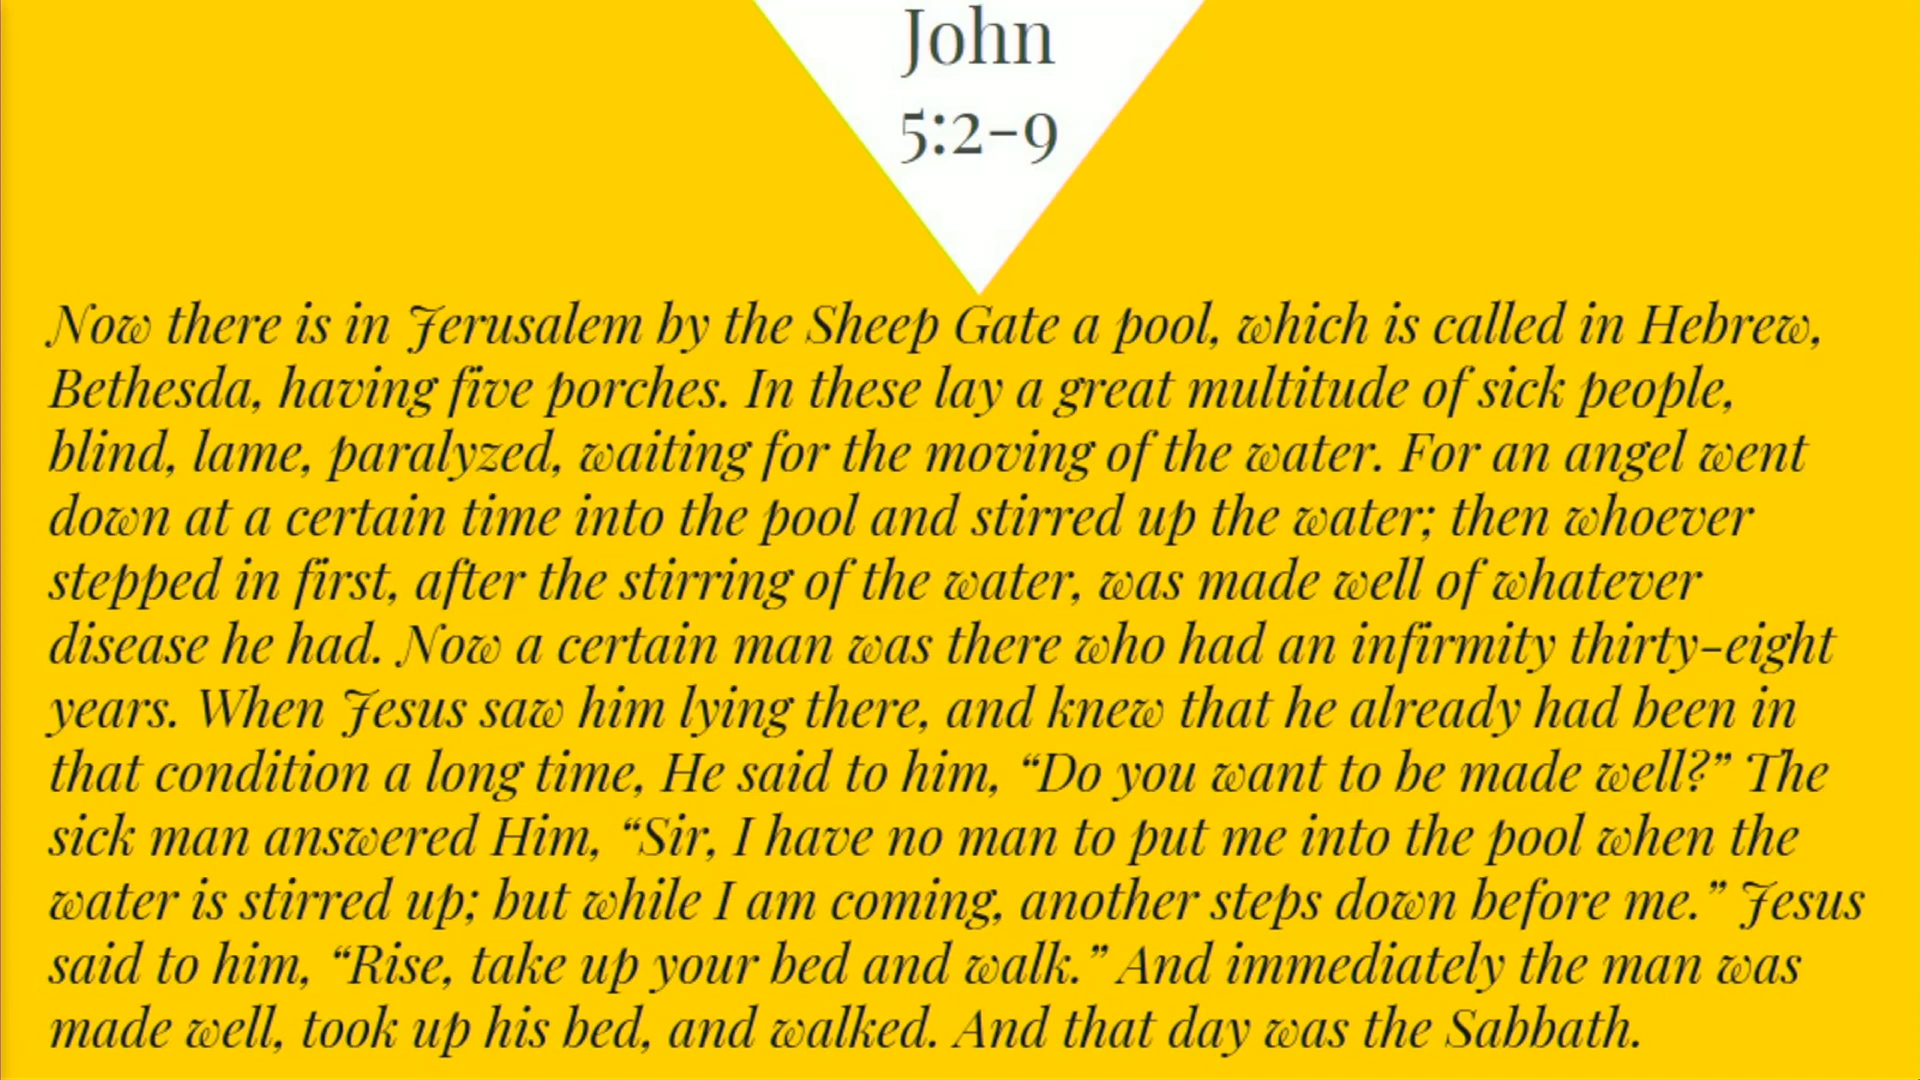 John
5:2-9
Now there is in Jerusalem by the Sheep Gate a pool, which is called in Hebrew,
Bethesda, having five porches. In these lay a great multitude of sick people,
blind, lame, paralyzed, waiting for the moving of the water. For an angel went
down at a certain time into the pool and stirred up the water; then whoever
stepped in first, after the stirring of the water, was made well of whatever
disease he had. Now a certain man was there who had an infirmity thirty-eight
years. When Jesus saw him lying there, and knew that he already had been in
that condition a long time, He said to him, “Do you want to be made well?” The
sick man answered Him, “Sir, I have no man to put me into the pool when the
water is stirred up; but while I am coming, another steps down before me.” Jesus
said to him, “Rise, take up your bed and walk.” And immediately the man was
made well, took up his bed, and walked. And that day was the Sabbath.